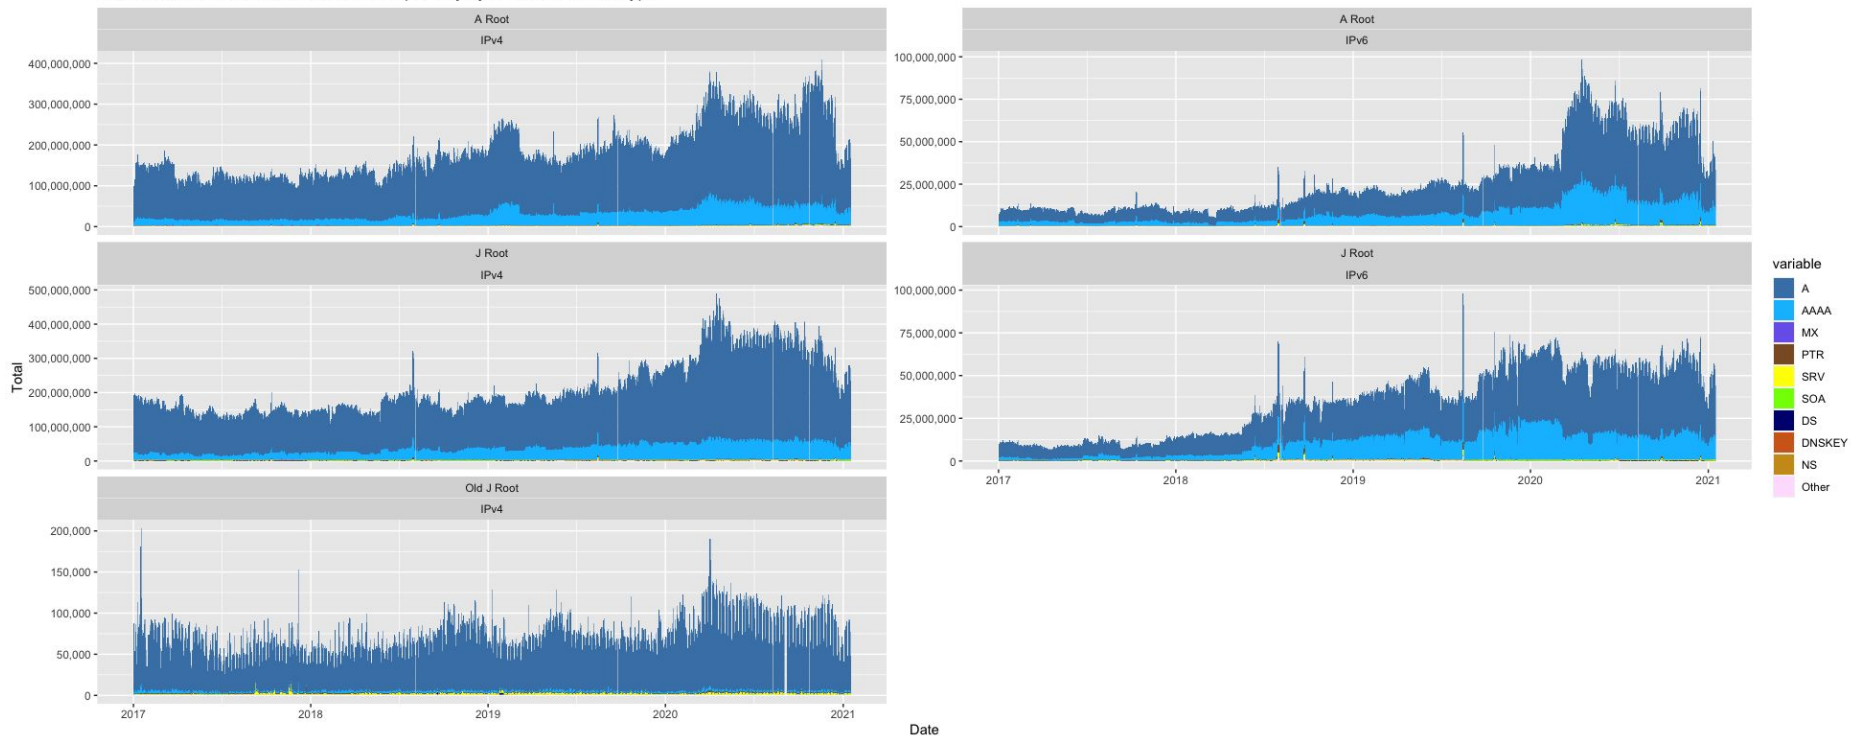 A Root
IPv4
400,000,000
300,000,000
200,000,000
100,000,000
0
A Root
IPv6
100,000,000
75,000,000
50,000,000
25,000,000
0
J Root
IPv4
500,000,000
400,000,000
300,000,000
200,000,000
100,000,000
0
J Root
IPv6
100,000,000
75,000,000
50,000,000
25,000,000
0
2017 2018 2019 2020 2021
Old J Root
IPv4
200,000
150,000
100,000
50,000
0
2017 2018 2019 2020 2021
Total
Date
variable
A
AAAA
MX
PTR
SRV
SOA
DS
DNSKEY
NS
Other